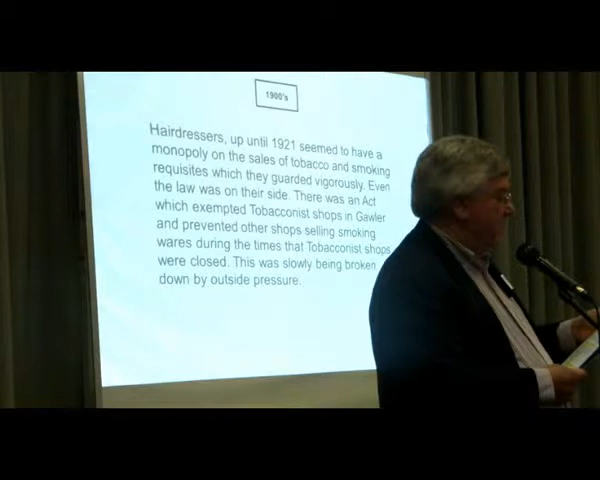 1900's
Hairdressers, up until 1921 seemed to have a
monopoly on the sales of tobacco and smoking
requisites which they guarded vigorously. Even
the law was on their side. There was an Act
which exempted Tobacconist shops in Gawler
and prevented other shops selling smoking
wares during the times that Tobacconist shops
were closed. This was slowly being broken
down by outside pressure.